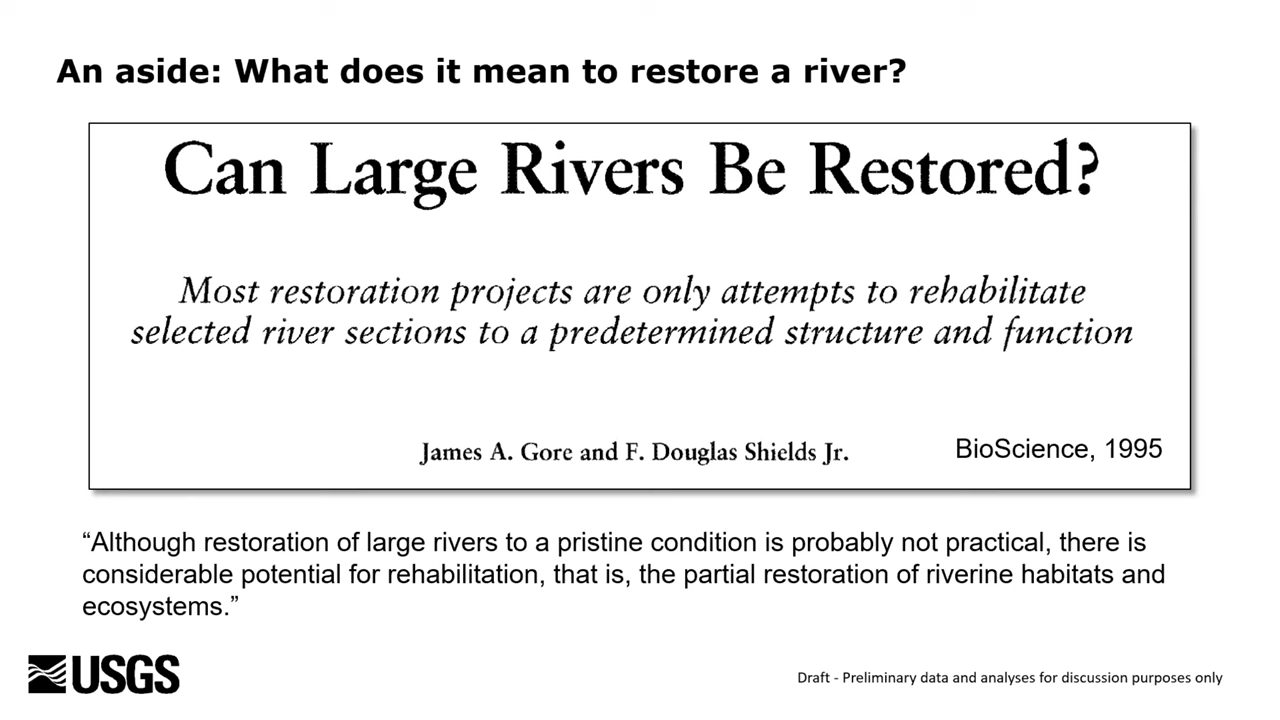 An aside: What does it mean to restore a river?
Can Large Rivers Be Restored?
Most restoration projects are only attempts to rehabilitate
selected river sections to a predetermined structure and function
James A. Gore and F. Douglas Shields Jr.
BioScience, 1995
“Although restoration of large rivers to a pristine condition is probably not practical, there is
considerable potential for rehabilitation, that is, the partial restoration of riverine habitats and
ecosystems.”
USGS
Draft - Preliminary data and analyses for discussion purposes only